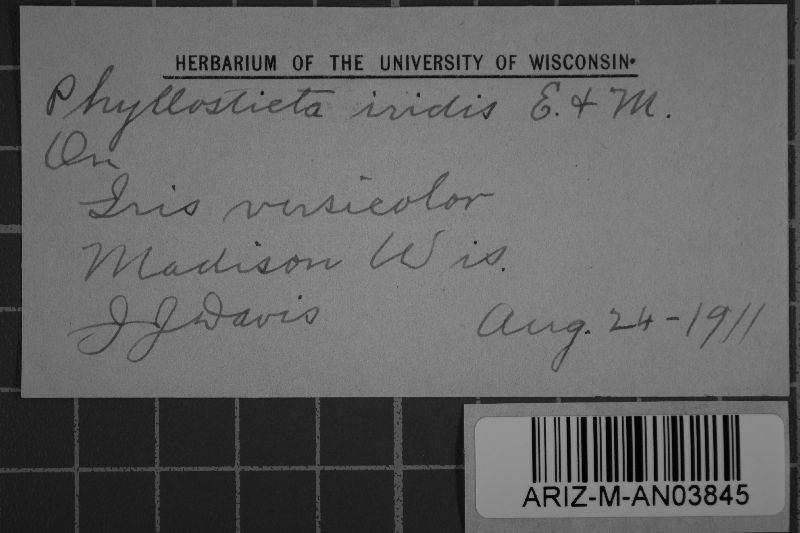 HERBARIUM OF THE UNIVERSITY OF WISCONSIN.
Phyllosticta iridis E. & M.
On
Iris versicolor
Madison Wis.
J J Davis Aug. 24-1911
ARIZ-M-AN03845